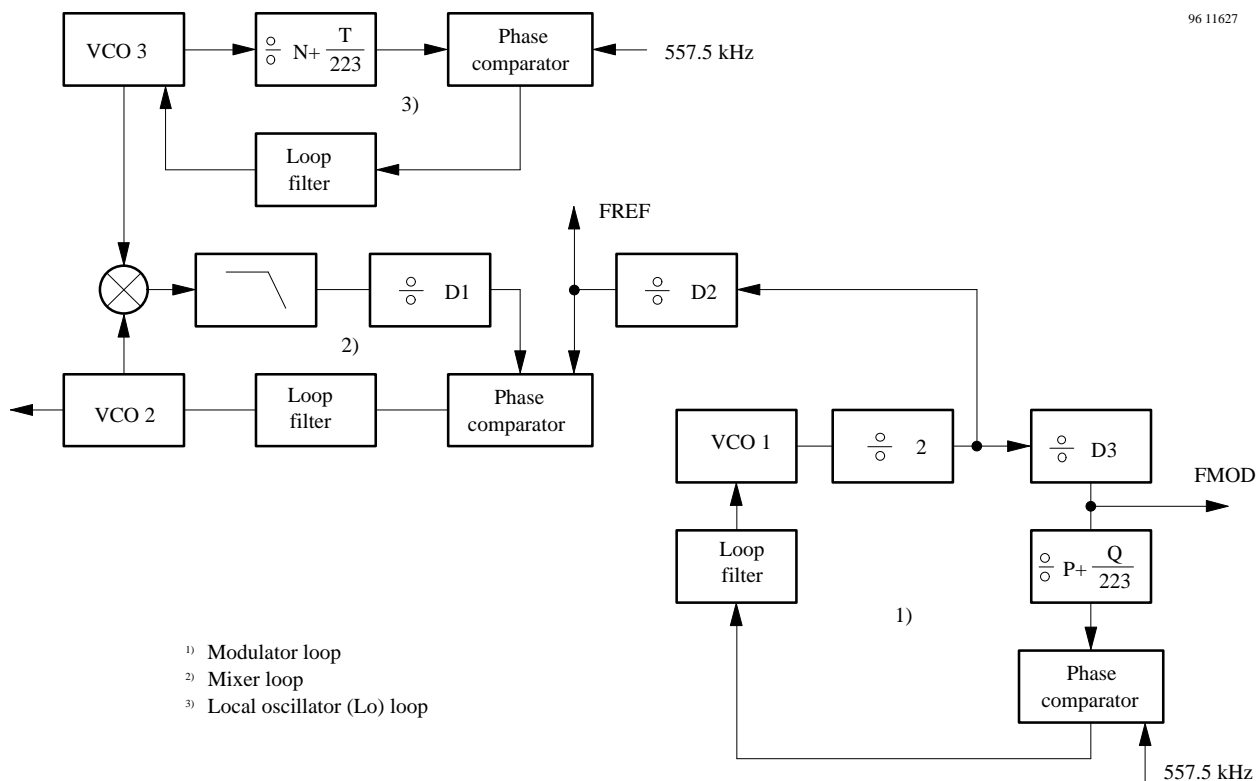 96 11627
VCO 3
÷ N+ T/223
Phase
comparator
557.5 kHz
3)
Loop
filter
FREF
÷ D1
÷ D2
2)
VCO 2
Loop
filter
Phase
comparator
VCO 1
÷ 2
÷ D3
FMOD
Loop
filter
÷ P+ Q/223
1)
Phase
comparator
557.5 kHz
1) Modulator loop
2) Mixer loop
3) Local oscillator (Lo) loop